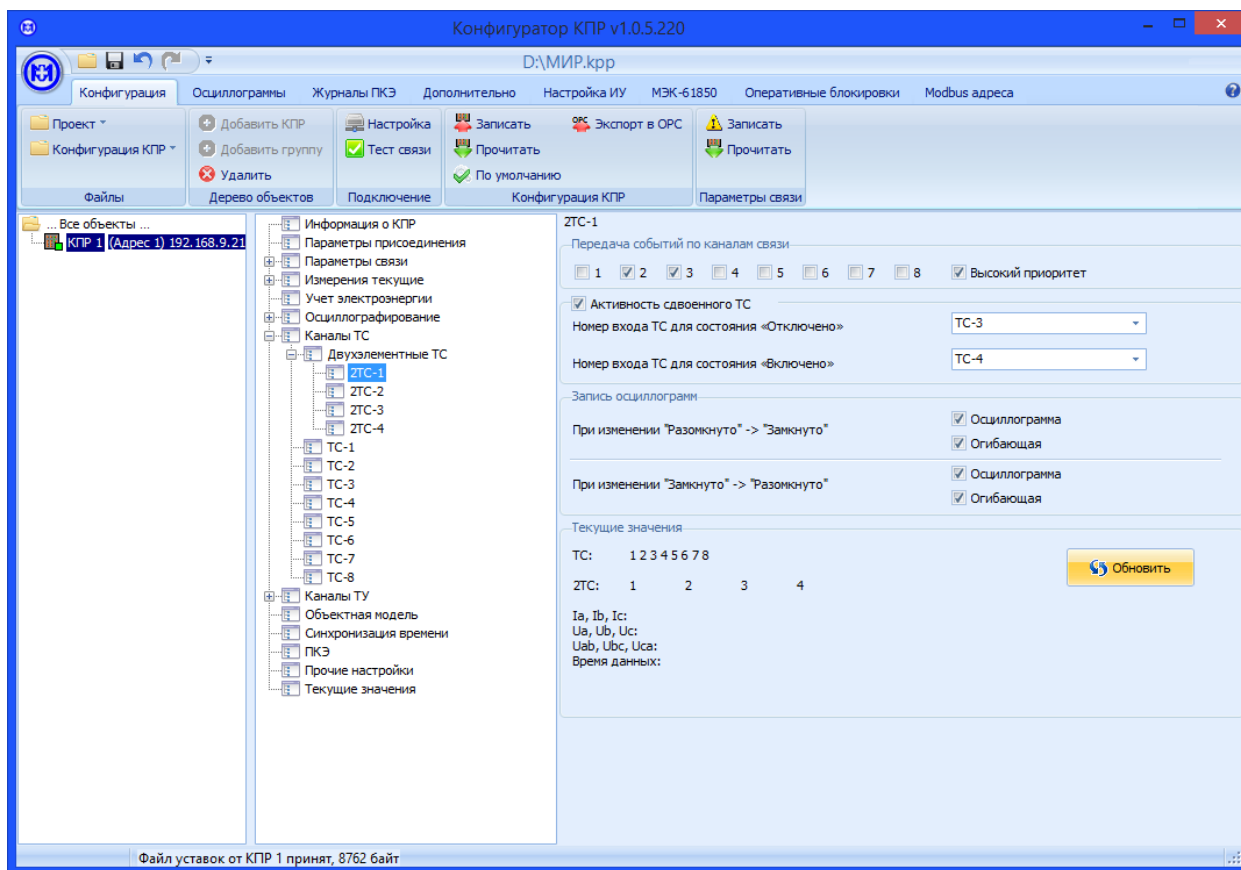 Конфигуратор КПР v1.0.5.220
D:\МИР.kpp
Конфигурация Осциллограммы Журналы ПКЭ Дополнительно Настройка ИУ МЭК-61850 Оперативные блокировки Modbus адреса
Проект Добавить КПР Настройка Записать OPC Экспорт в OPC Записать
Конфигурация КПР Добавить группу Тест связи Прочитать Прочитать
Удалить По умолчанию
Файлы Дерево объектов Подключение Конфигурация КПР Параметры связи
... Все объекты ...
КПР 1 (Адрес 1) 192.168.9.21
Информация о КПР
Параметры присоединения
Параметры связи
Измерения текущие
Учет электроэнергии
Осциллографирование
Каналы ТС
Двухэлементные ТС
2ТС-1
2ТС-2
2ТС-3
2ТС-4
ТС-1
ТС-2
ТС-3
ТС-4
ТС-5
ТС-6
ТС-7
ТС-8
Каналы ТУ
Объектная модель
Синхронизация времени
ПКЭ
Прочие настройки
Текущие значения
2ТС-1
Передача событий по каналам связи
1 2 3 4 5 6 7 8 Высокий приоритет
Активность сдвоенного ТС
Номер входа ТС для состояния «Отключено» ТС-3
Номер входа ТС для состояния «Включено» ТС-4
Запись осциллограмм
Осциллограмма
При изменении "Разомкнуто" -> "Замкнуто"
Огибающая
Осциллограмма
При изменении "Замкнуто" -> "Разомкнуто"
Огибающая
Текущие значения
ТС: 1 2 3 4 5 6 7 8
Обновить
2ТС: 1 2 3 4
Ia, Ib, Ic:
Ua, Ub, Uc:
Uab, Ubc, Uca:
Время данных:
Файл уставок от КПР 1 принят, 8762 байт